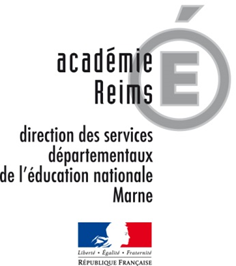 académie
Reims
É
direction des services
départementaux
de l'éducation nationale
Marne
Liberté • Égalité • Fraternité
RÉPUBLIQUE FRANÇAISE